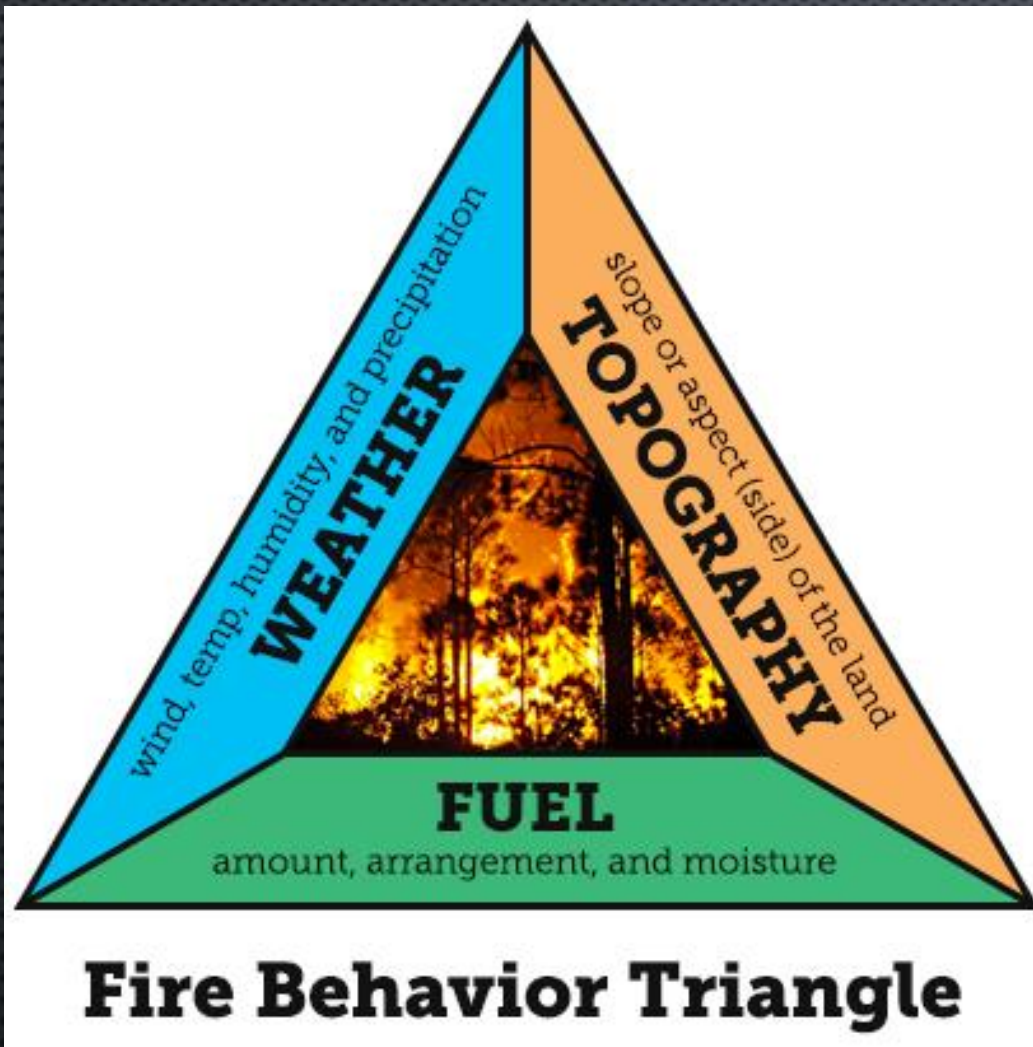 wind, temp, humidity, and precipitation
WEATHER
slope or aspect (side) of the land
TOPOGRAPHY
FUEL
amount, arrangement, and moisture
Fire Behavior Triangle